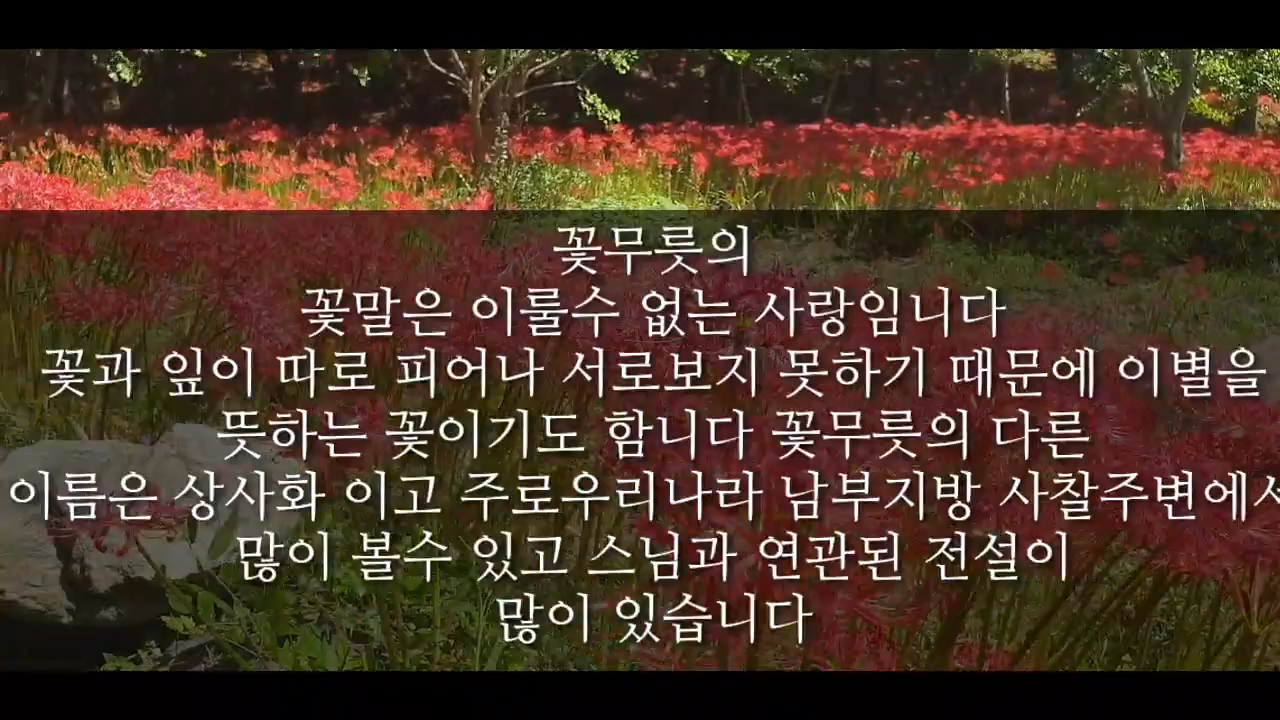 꽃무릇의
꽃말은 이룰수 없는 사랑임니다
꽃과 잎이 따로 피어나 서로보지 못하기 때문에 이별을
뜻하는 꽃이기도 함니다 꽃무릇의 다른
이름은 상사화 이고 주로우리나라 남부지방 사찰주변에서
많이 볼수 있고 스님과 연관된 전설이
많이 있습니다